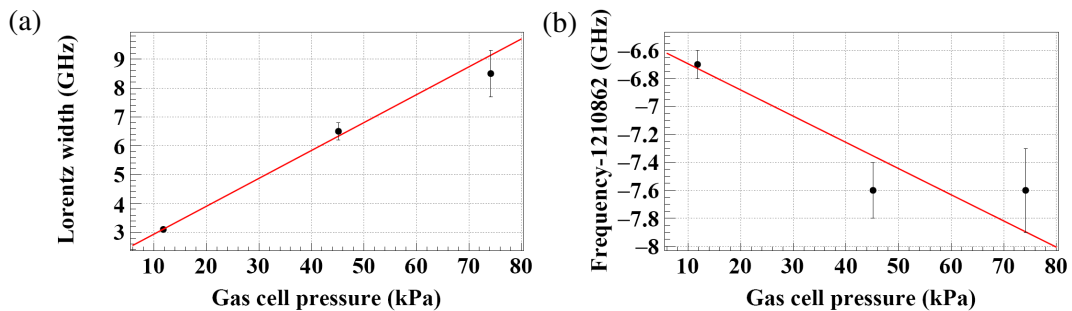 (a)
Lorentz width (GHz)
9
8
7
6
5
4
3
10 20 30 40 50 60 70 80
Gas cell pressure (kPa)
(b)
Frequency-1210862 (GHz)
−6.6
−6.8
−7
−7.2
−7.4
−7.6
−7.8
−8
10 20 30 40 50 60 70 80
Gas cell pressure (kPa)